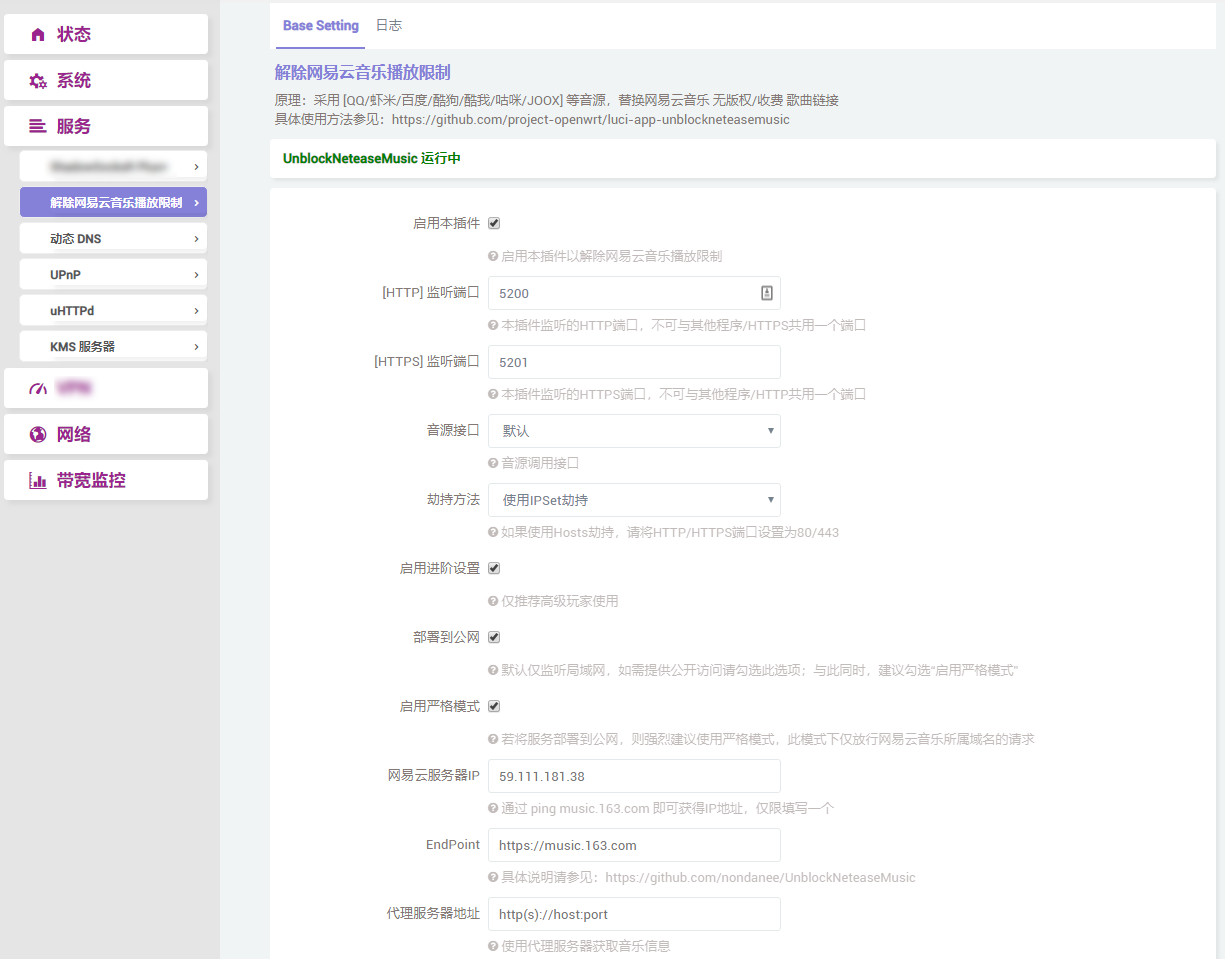 状态
系统
服务
解除网易云音乐播放限制
动态 DNS
UPnP
uHTTPd
KMS 服务器
网络
带宽监控
Base Setting 日志
解除网易云音乐播放限制
原理：采用 [QQ/虾米/百度/酷狗/酷我/咕咪/JOOX] 等音源，替换网易云音乐 无版权/收费 歌曲链接
具体使用方法参见：https://github.com/project-openwrt/luci-app-unblockneteasemusic
UnblockNeteaseMusic 运行中
启用本插件
启用本插件以解除网易云音乐播放限制
[HTTP] 监听端口 5200
本插件监听的HTTP端口，不可与其他程序/HTTPS共用一个端口
[HTTPS] 监听端口 5201
本插件监听的HTTPS端口，不可与其他程序/HTTP共用一个端口
音源接口 默认
音源调用接口
劫持方法 使用IPSet劫持
如果使用Hosts劫持，请将HTTP/HTTPS端口设置为80/443
启用进阶设置
仅推荐高级玩家使用
部署到公网
默认仅监听局域网，如需提供公开访问请勾选此选项；与此同时，建议勾选“启用严格模式”
启用严格模式
若将服务部署到公网，则强烈建议使用严格模式，此模式下仅放行网易云音乐所属域名的请求
网易云服务器IP 59.111.181.38
通过 ping music.163.com 即可获得IP地址，仅限填写一个
EndPoint https://music.163.com
具体说明请参见：https://github.com/nondanee/UnblockNeteaseMusic
代理服务器地址 http(s)://host:port
使用代理服务器获取音乐信息